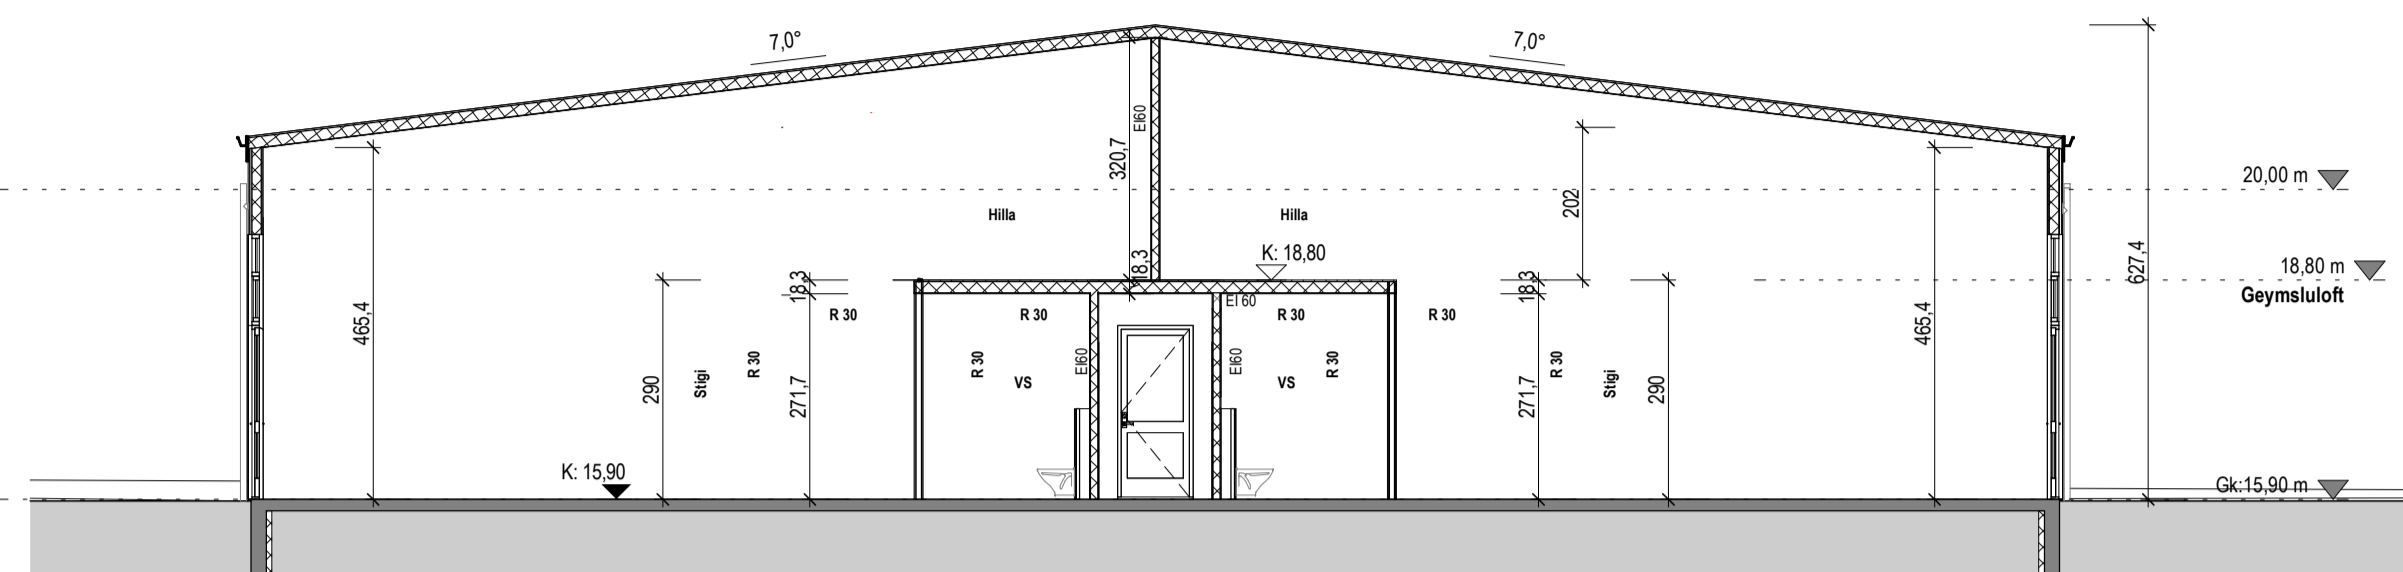 7,0°
7,0°
EI60
320,7
20,00 m
202
Hilla
Hilla
K: 18,80
627,4
18,80 m
Geymsluloft
18,3
18,3
18,3
EI 60
R 30
R 30
R 30
R 30
465,4
465,4
290
Stigi
R 30
271,7
R 30
VS
EI60
EI60
VS
R 30
271,7
R 30
Stigi
290
K: 15,90
Gk:15,90 m